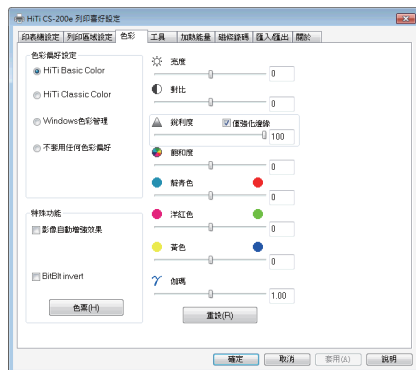 HiTi CS-200e 列印喜好設定
印表機設定 列印區域設定 色彩 工具 加熱能量 磁條錄碼 匯入/匯出 關於
色彩偏好設定
HiTi Basic Color
HiTi Classic Color
Windows色彩管理
不套用任何色彩偏好
特殊功能
影像自動增強效果
BitBlt invert
色票(H)
亮度
0
對比
0
銳利度 僅強化邊緣
100
飽和度
0
靛青色
0
洋紅色
0
黃色
0
伽瑪
1.00
重設(R)
確定 取消 套用(A) 說明